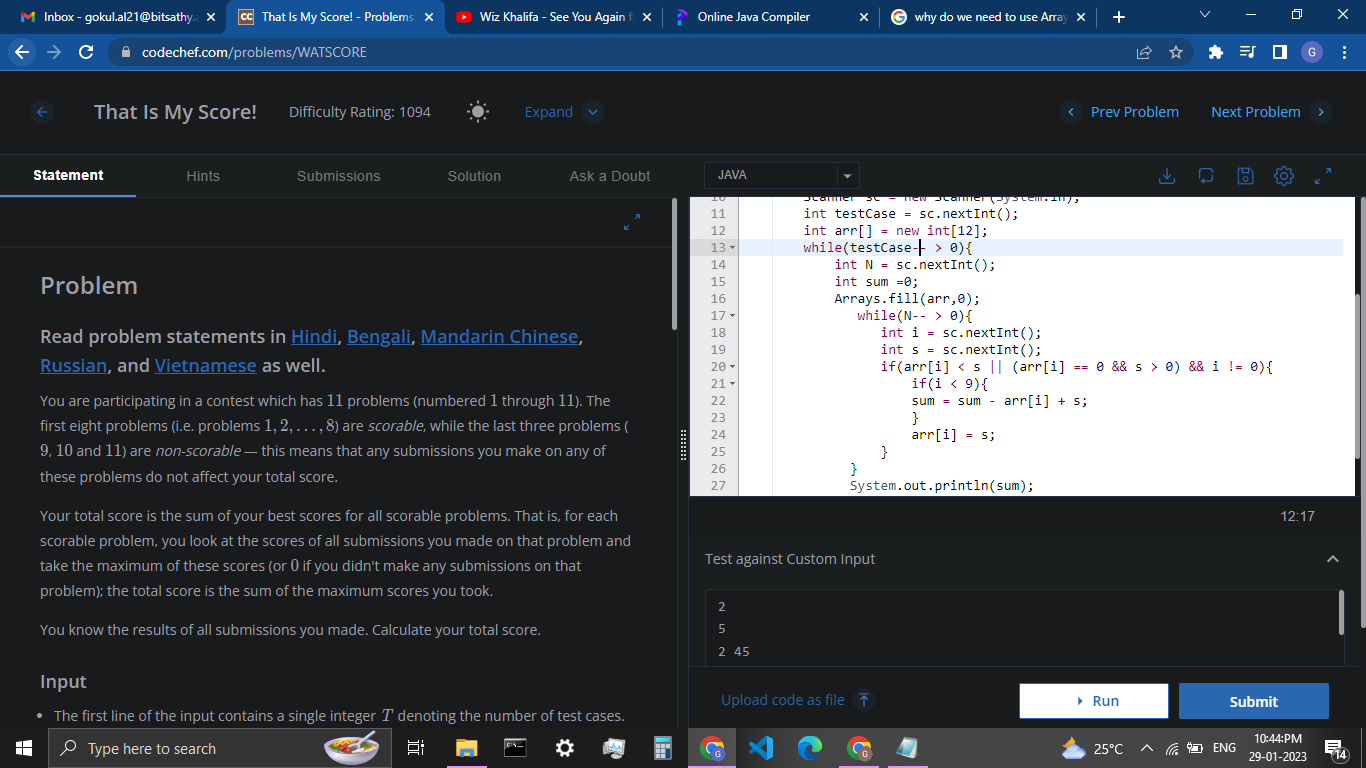 Inbox - gokul.al21@bitsathy.
That Is My Score! - Problems
Wiz Khalifa - See You Again f
Online Java Compiler
why do we need to use Array
codechef.com/problems/WATSCORE
G
That Is My Score!
Difficulty Rating: 1094
Expand
Prev Problem
Next Problem
Statement
Hints
Submissions
Solution
Ask a Doubt
JAVA
Problem
Read problem statements in Hindi, Bengali, Mandarin Chinese,
Russian, and Vietnamese as well.
You are participating in a contest which has 11 problems (numbered 1 through 11). The
first eight problems (i.e. problems 1, 2, . . . , 8) are scorable, while the last three problems (
9, 10 and 11) are non-scorable — this means that any submissions you make on any of
these problems do not affect your total score.
Your total score is the sum of your best scores for all scorable problems. That is, for each
scorable problem, you look at the scores of all submissions you made on that problem and
take the maximum of these scores (or 0 if you didn't make any submissions on that
problem); the total score is the sum of the maximum scores you took.
You know the results of all submissions you made. Calculate your total score.
Input
• The first line of the input contains a single integer T denoting the number of test cases.
10 Scanner sc = new Scanner(System.in);
11 int testCase = sc.nextInt();
12 int arr[] = new int[12];
13 while(testCase-- > 0){
14 int N = sc.nextInt();
15 int sum =0;
16 Arrays.fill(arr,0);
17 while(N-- > 0){
18 int i = sc.nextInt();
19 int s = sc.nextInt();
20 if(arr[i] < s || (arr[i] == 0 && s > 0) && i != 0){
21 if(i < 9){
22 sum = sum - arr[i] + s;
23 }
24 arr[i] = s;
25 }
26 }
27 System.out.println(sum);
12:17
Test against Custom Input
2
5
2 45
Upload code as file
Run
Submit
Type here to search
25°C
ENG
10:44:PM
29-01-2023
14